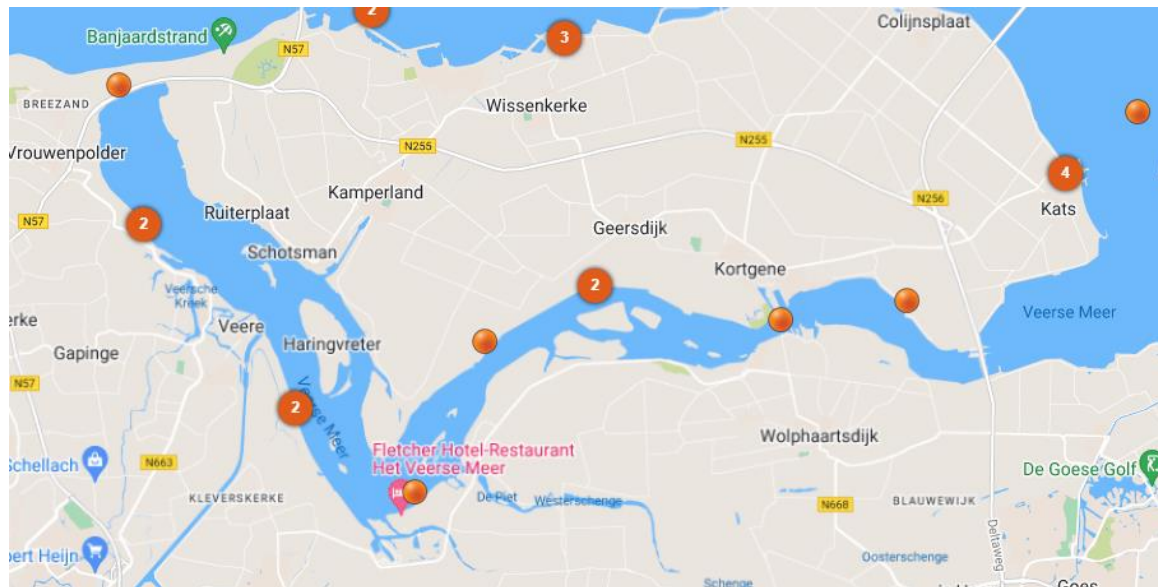 2
Colijnsplaat
Banjaardstrand
N57
3
BREEZAND
Wissenkerke
Vrouwenpolder
N255
N255
4
Kamperland
N256
Kats
Ruiterplaat
N57
2
Geersdijk
Schotsman
Kortgene
2
Veersche
Kreek
Veerse Meer
erke
Veere
Haringvreter
Gapinge
N57
2
Veerse Meer
Wolphaartsdijk
Fletcher Hotel-Restaurant
Het Veerse Meer
Schellach
N663
De Goese Golf
KLEVERSKERKE
De Piet
Westerschenge
N668
BLAUWEWIJK
Deltaweg
bert Heijn
Oosterschenge
Schenge
Goes